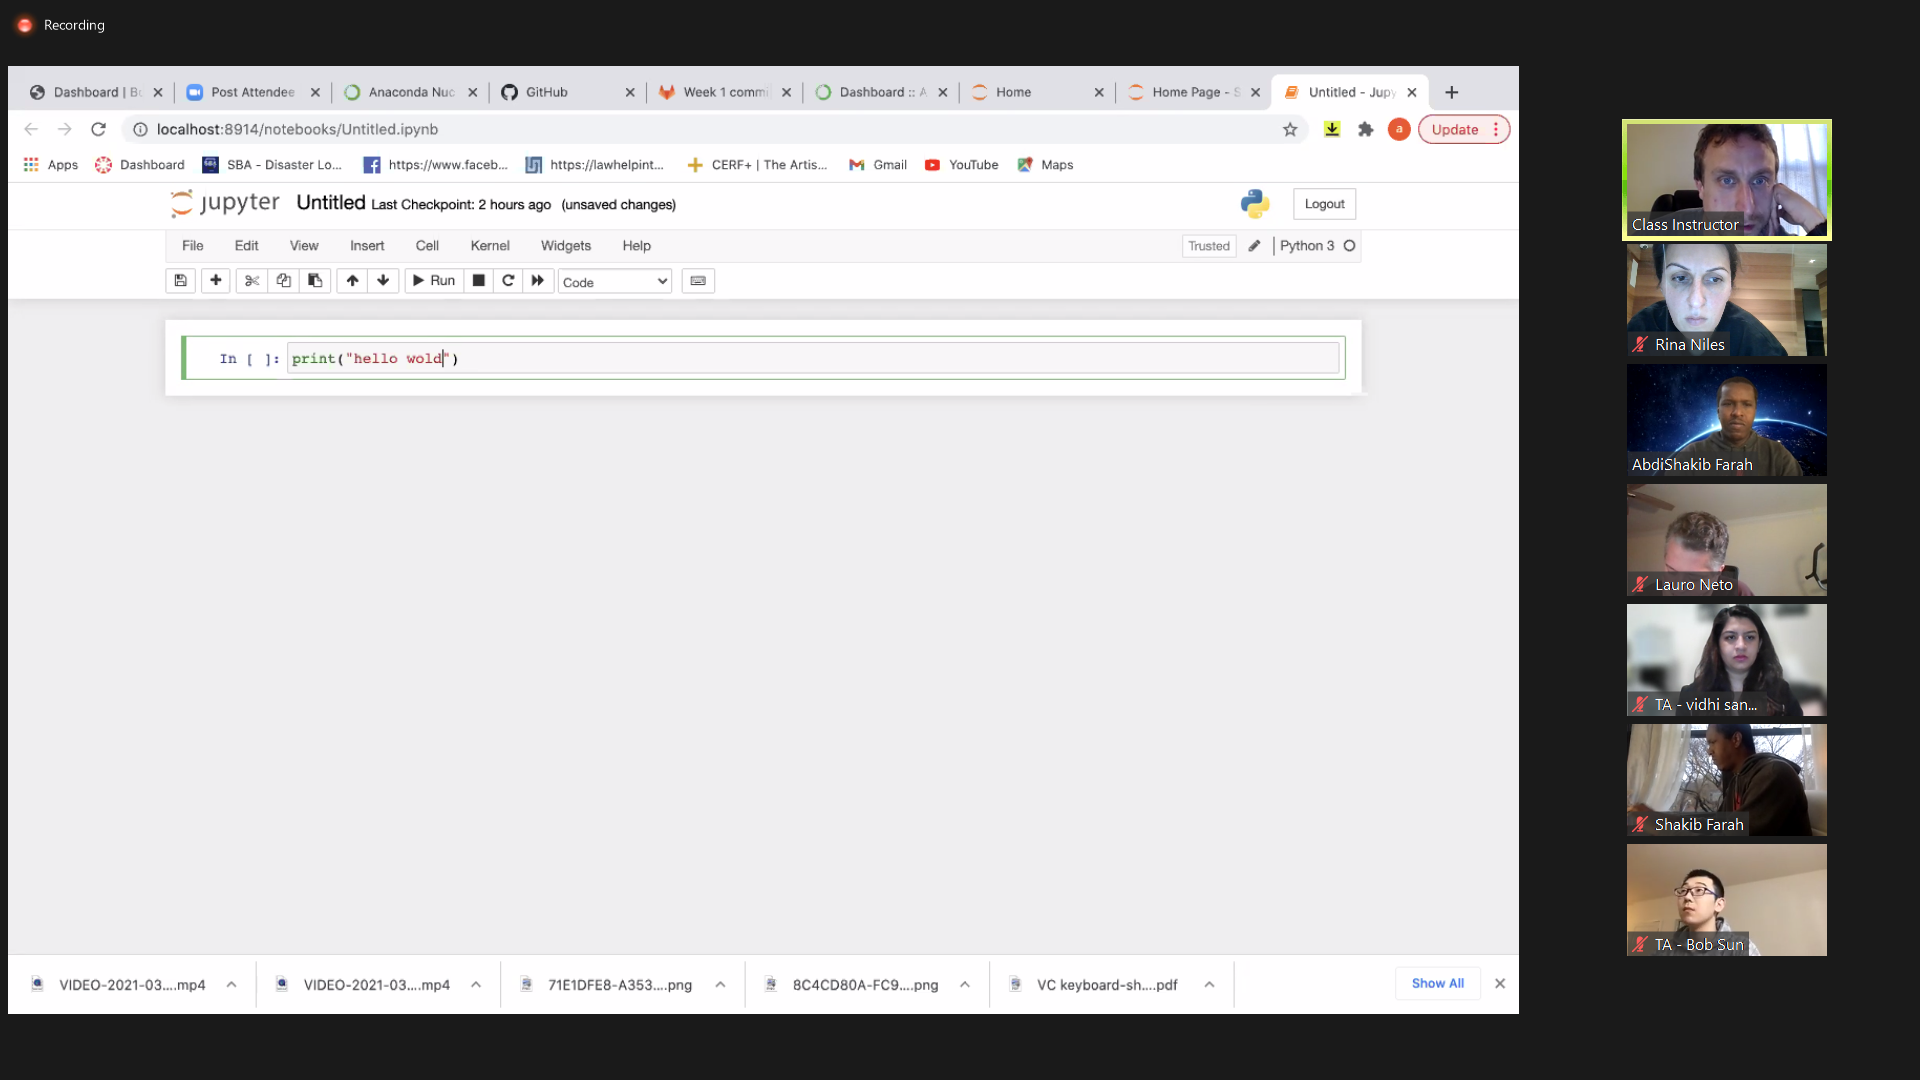 Recording
Dashboard | B
Post Attendee
Anaconda Nuc
GitHub
Week 1 commi
Dashboard :: A
Home
Home Page - S
Untitled - Jupy
localhost:8914/notebooks/Untitled.ipynb
a
Update
Apps
Dashboard
SBA - Disaster Lo...
https://www.faceb...
https://lawhelpint...
CERF+ | The Artis...
Gmail
YouTube
Maps
jupyter Untitled Last Checkpoint: 2 hours ago (unsaved changes)
Logout
File Edit View Insert Cell Kernel Widgets Help
Trusted
Python 3
Run
Code
In [ ]: print("hello wold")
VIDEO-2021-03....mp4
VIDEO-2021-03....mp4
71E1DFE8-A353....png
8C4CD80A-FC9....png
VC keyboard-sh....pdf
Show All
Class Instructor
Rina Niles
AbdiShakib Farah
Lauro Neto
TA - vidhi san...
Shakib Farah
TA - Bob Sun